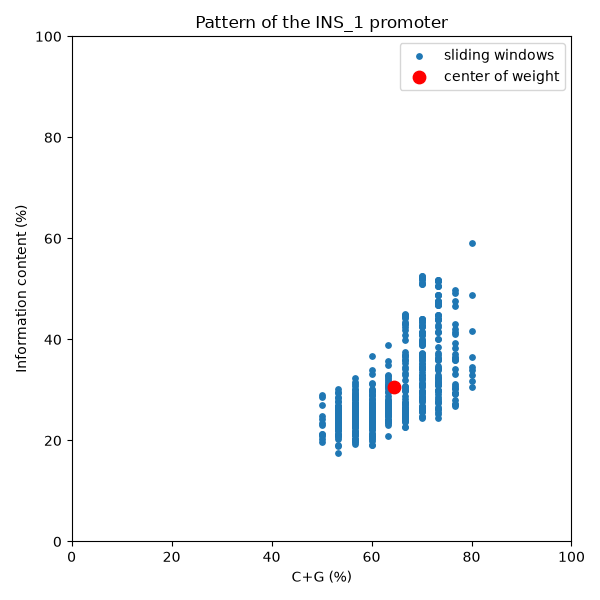 Pattern of the INS_1 promoter
sliding windows
center of weight
100
80
60
40
20
0
Information content (%)
0 20 40 60 80 100
C+G (%)